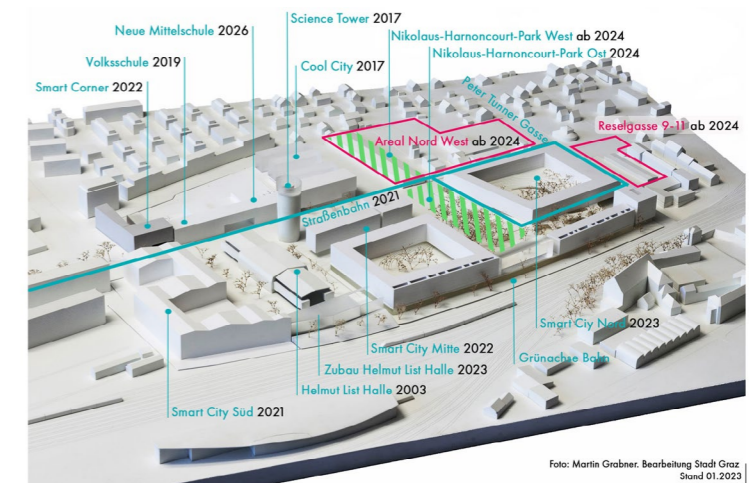 Science Tower 2017
Neue Mittelschule 2026
Nikolaus-Harnoncourt-Park West ab 2024
Nikolaus-Harnoncourt-Park Ost 2024
Volksschule 2019
Cool City 2017
Smart Corner 2022
Peter Tunner Gasse
Reselgasse 9-11 ab 2024
Areal Nord West ab 2024
Straßenbahn 2021
Smart Ciy Nord 2023
Smart City Mitte 2022
Grünachse Bahn
Zubau Helmut List Halle 2023
Helmut List Halle 2003
Smart City Süd 2021
Foto: Martin Grabner. Bearbeitung Stadt Graz
Stand 01.2023